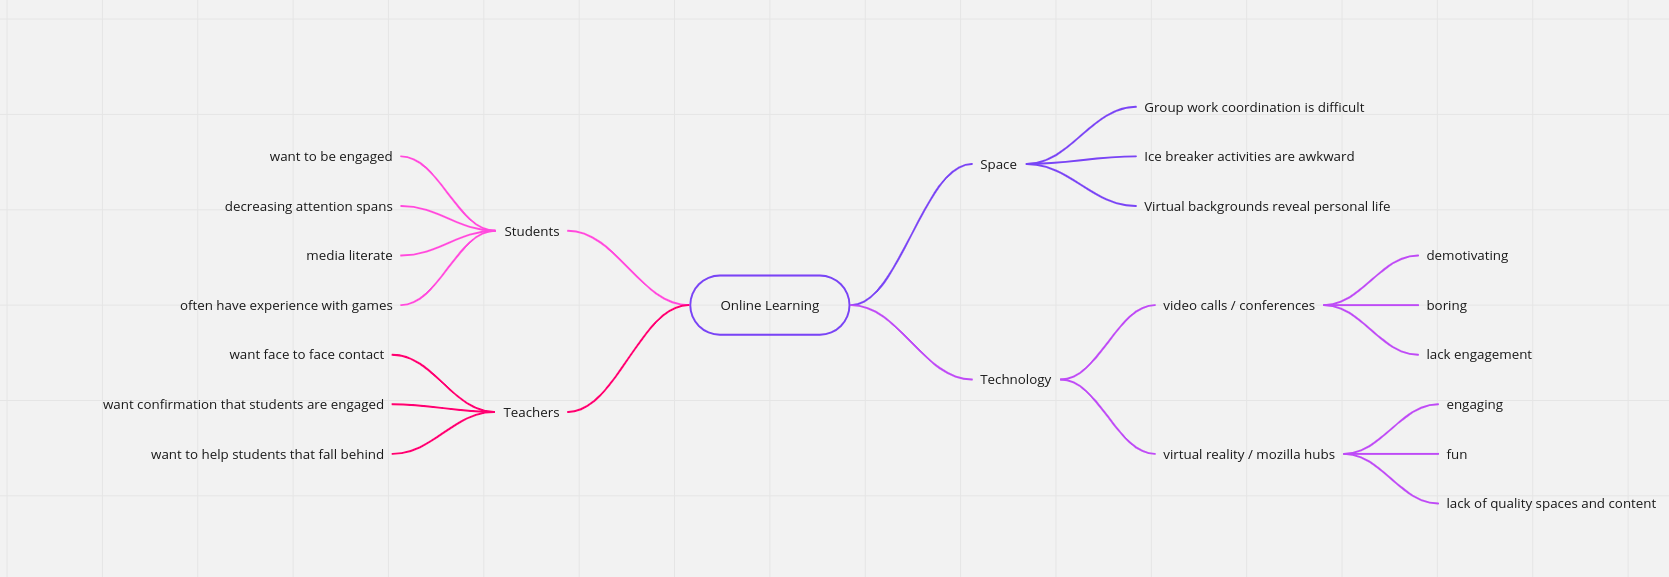 Online Learning
Students
want to be engaged
decreasing attention spans
media literate
often have experience with games
Teachers
want face to face contact
want confirmation that students are engaged
want to help students that fall behind
Space
Group work coordination is difficult
Ice breaker activities are awkward
Virtual backgrounds reveal personal life
Technology
video calls / conferences
demotivating
boring
lack engagement
virtual reality / mozilla hubs
engaging
fun
lack of quality spaces and content